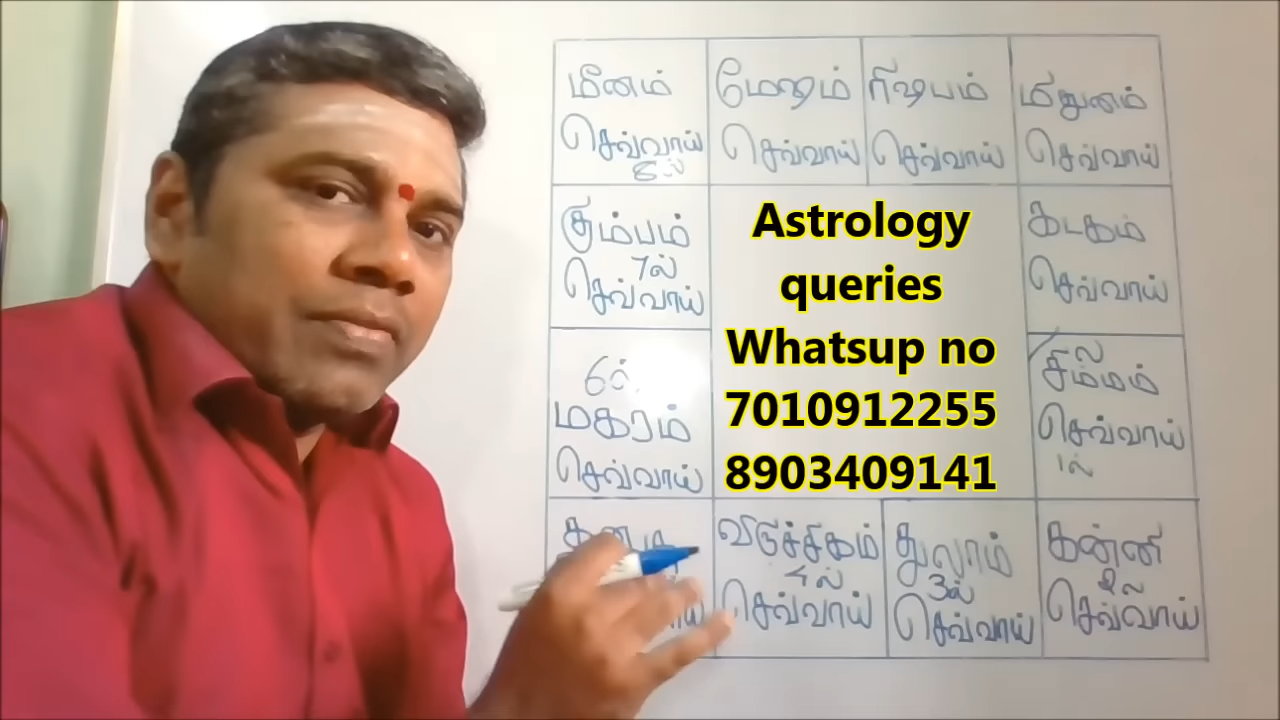 மீனம்
செவ்வாய்
8ல்
மேஷம்
செவ்வாய்
ரிஷபம்
செவ்வாய்
மிதுனம்
செவ்வாய்
கும்பம்
7ல்
செவ்வாய்
Astrology
queries
Whatsup no
7010912255
8903409141
கடகம்
செவ்வாய்
6ல்
மகரம்
செவ்வாய்
சிம்மம்
செவ்வாய்
1ல்
விருச்சிகம்
4ல்
செவ்வாய்
துலாம்
3ல்
செவ்வாய்
கன்னி
2ல்
செவ்வாய்